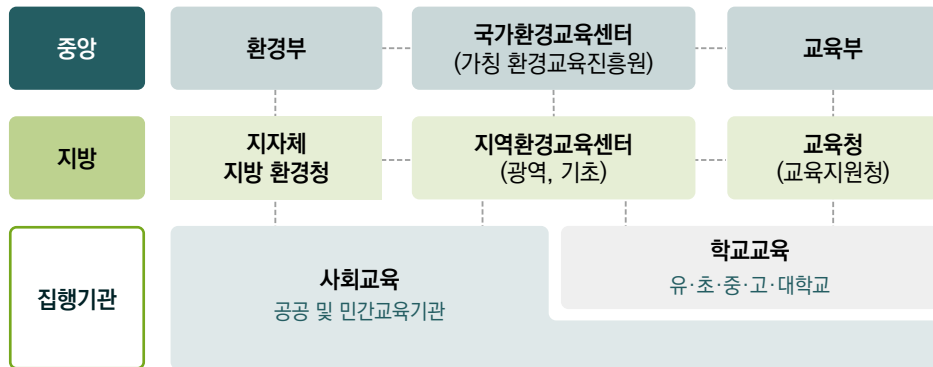 중앙
환경부
국가환경교육센터
(가칭 환경교육진흥원)
교육부
지방
지자체
지방 환경청
지역환경교육센터
(광역, 기초)
교육청
(교육지원청)
집행기관
사회교육
공공 및 민간교육기관
학교교육
유·초·중·고·대학교